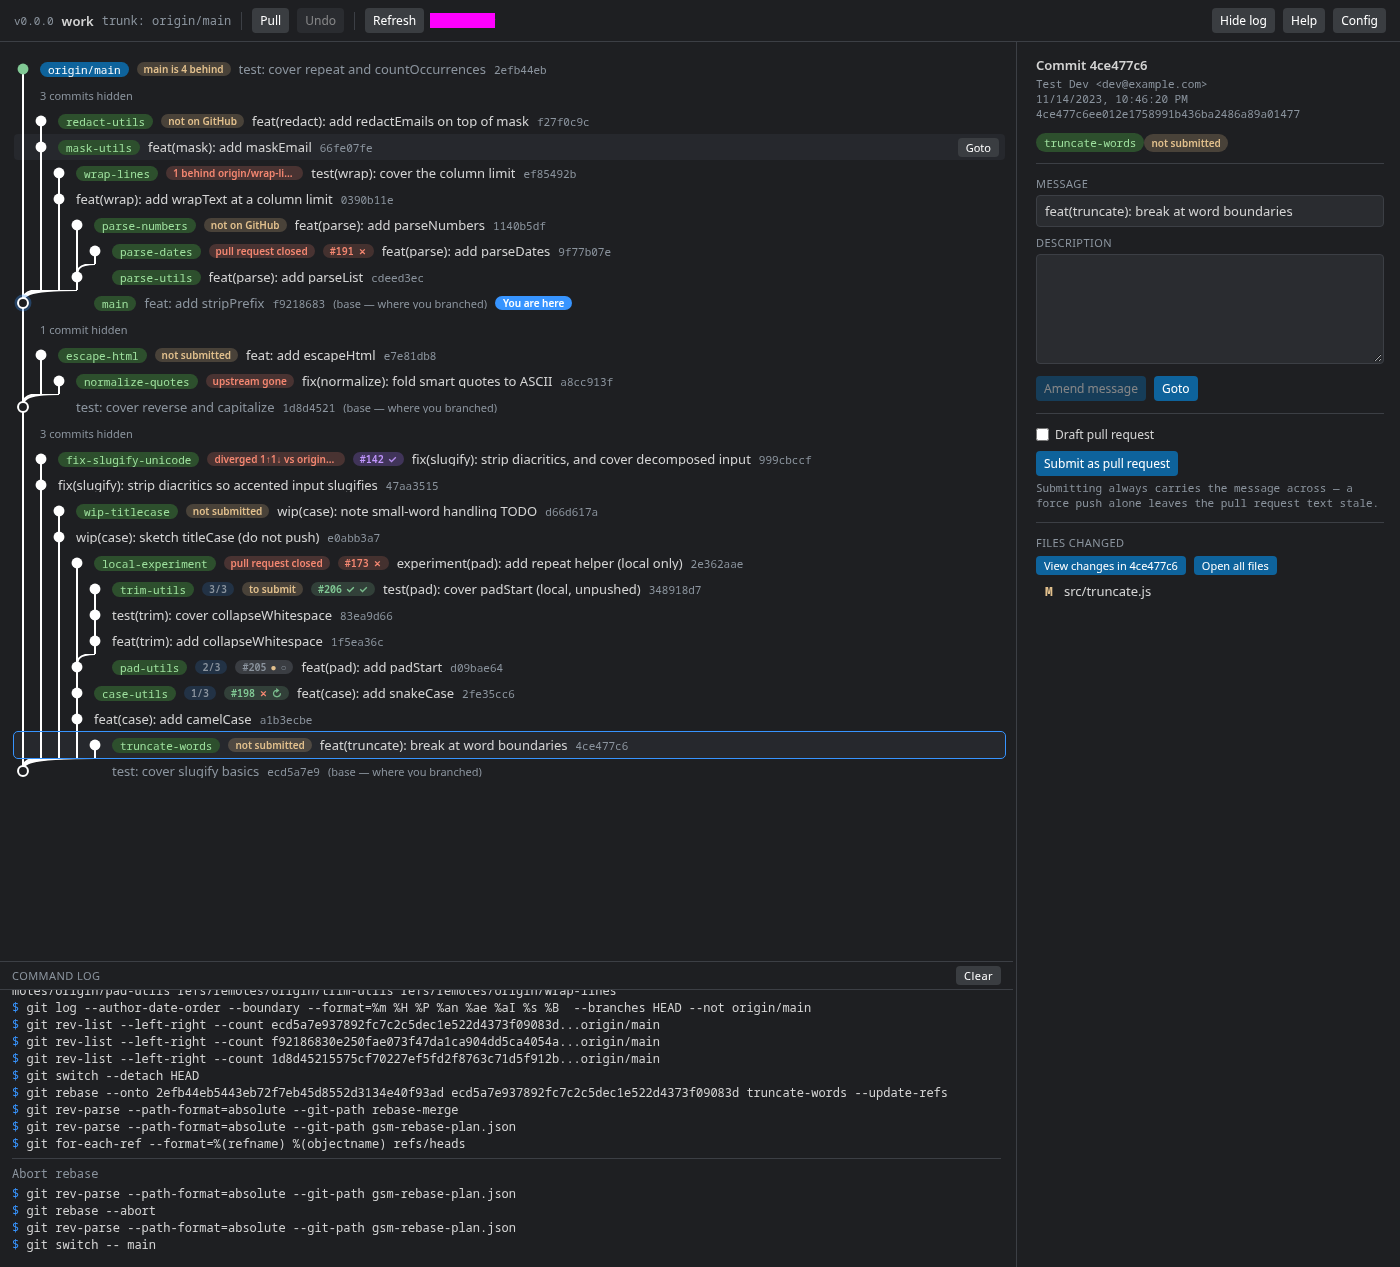 v0.0.0 work trunk: origin/main Pull Undo Refresh Hide log Help Config
origin/main main is 4 behind test: cover repeat and countOccurrences 2efb44eb
3 commits hidden
redact-utils not on GitHub feat(redact): add redactEmails on top of mask f27f0c9c
mask-utils feat(mask): add maskEmail 66fe07fe Goto
wrap-lines 1 behind origin/wrap-li... test(wrap): cover the column limit ef85492b
feat(wrap): add wrapText at a column limit 0390b11e
parse-numbers not on GitHub feat(parse): add parseNumbers 1140b5df
parse-dates pull request closed #191 × feat(parse): add parseDates 9f77b07e
parse-utils feat(parse): add parseList cdeed3ec
main feat: add stripPrefix f9218683 (base — where you branched) You are here
1 commit hidden
escape-html not submitted feat: add escapeHtml e7e81db8
normalize-quotes upstream gone fix(normalize): fold smart quotes to ASCII a8cc913f
test: cover reverse and capitalize 1d8d4521 (base — where you branched)
3 commits hidden
fix-slugify-unicode diverged 1↑1↓ vs origin... #142 ✓ fix(slugify): strip diacritics, and cover decomposed input 999cbccf
fix(slugify): strip diacritics so accented input slugifies 47aa3515
wip-titlecase not submitted wip(case): note small-word handling TODO d66d617a
wip(case): sketch titleCase (do not push) e0abb3a7
local-experiment pull request closed #173 × experiment(pad): add repeat helper (local only) 2e362aae
trim-utils 3/3 to submit #206 ✓ ✓ test(pad): cover padStart (local, unpushed) 348918d7
test(trim): cover collapseWhitespace 83ea9d66
feat(trim): add collapseWhitespace 1f5ea36c
pad-utils 2/3 #205 ● ○ feat(pad): add padStart d09bae64
case-utils 1/3 #198 × ↻ feat(case): add snakeCase 2fe35cc6
feat(case): add camelCase a1b3ecbe
truncate-words not submitted feat(truncate): break at word boundaries 4ce477c6
test: cover slugify basics ecd5a7e9 (base — where you branched)
COMMAND LOG Clear
motes/origin/pad-utils refs/remotes/origin/trim-utils refs/remotes/origin/wrap-lines
$ git log --author-date-order --boundary --format=%m %H %P %an %ae %aI %s %B --branches HEAD --not origin/main
$ git rev-list --left-right --count ecd5a7e937892fc7c2c5dec1e522d4373f09083d...origin/main
$ git rev-list --left-right --count f92186830e250fae073f47da1ca904dd5ca4054a...origin/main
$ git rev-list --left-right --count 1d8d45215575cf70227ef5fd2f8763c71d5f912b...origin/main
$ git switch --detach HEAD
$ git rebase --onto 2efb44eb5443eb72f7eb45d8552d3134e40f93ad ecd5a7e937892fc7c2c5dec1e522d4373f09083d truncate-words --update-refs
$ git rev-parse --path-format=absolute --git-path rebase-merge
$ git rev-parse --path-format=absolute --git-path gsm-rebase-plan.json
$ git for-each-ref --format=%(refname) %(objectname) refs/heads
Abort rebase
$ git rev-parse --path-format=absolute --git-path gsm-rebase-plan.json
$ git rebase --abort
$ git rev-parse --path-format=absolute --git-path gsm-rebase-plan.json
$ git switch -- main
Commit 4ce477c6
Test Dev <dev@example.com>
11/14/2023, 10:46:20 PM
4ce477c6ee012e1758991b436ba2486a89a01477
truncate-words not submitted
MESSAGE
feat(truncate): break at word boundaries
DESCRIPTION
Amend message Goto
Draft pull request
Submit as pull request
Submitting always carries the message across — a
force push alone leaves the pull request text stale.
FILES CHANGED
View changes in 4ce477c6 Open all files
M src/truncate.js